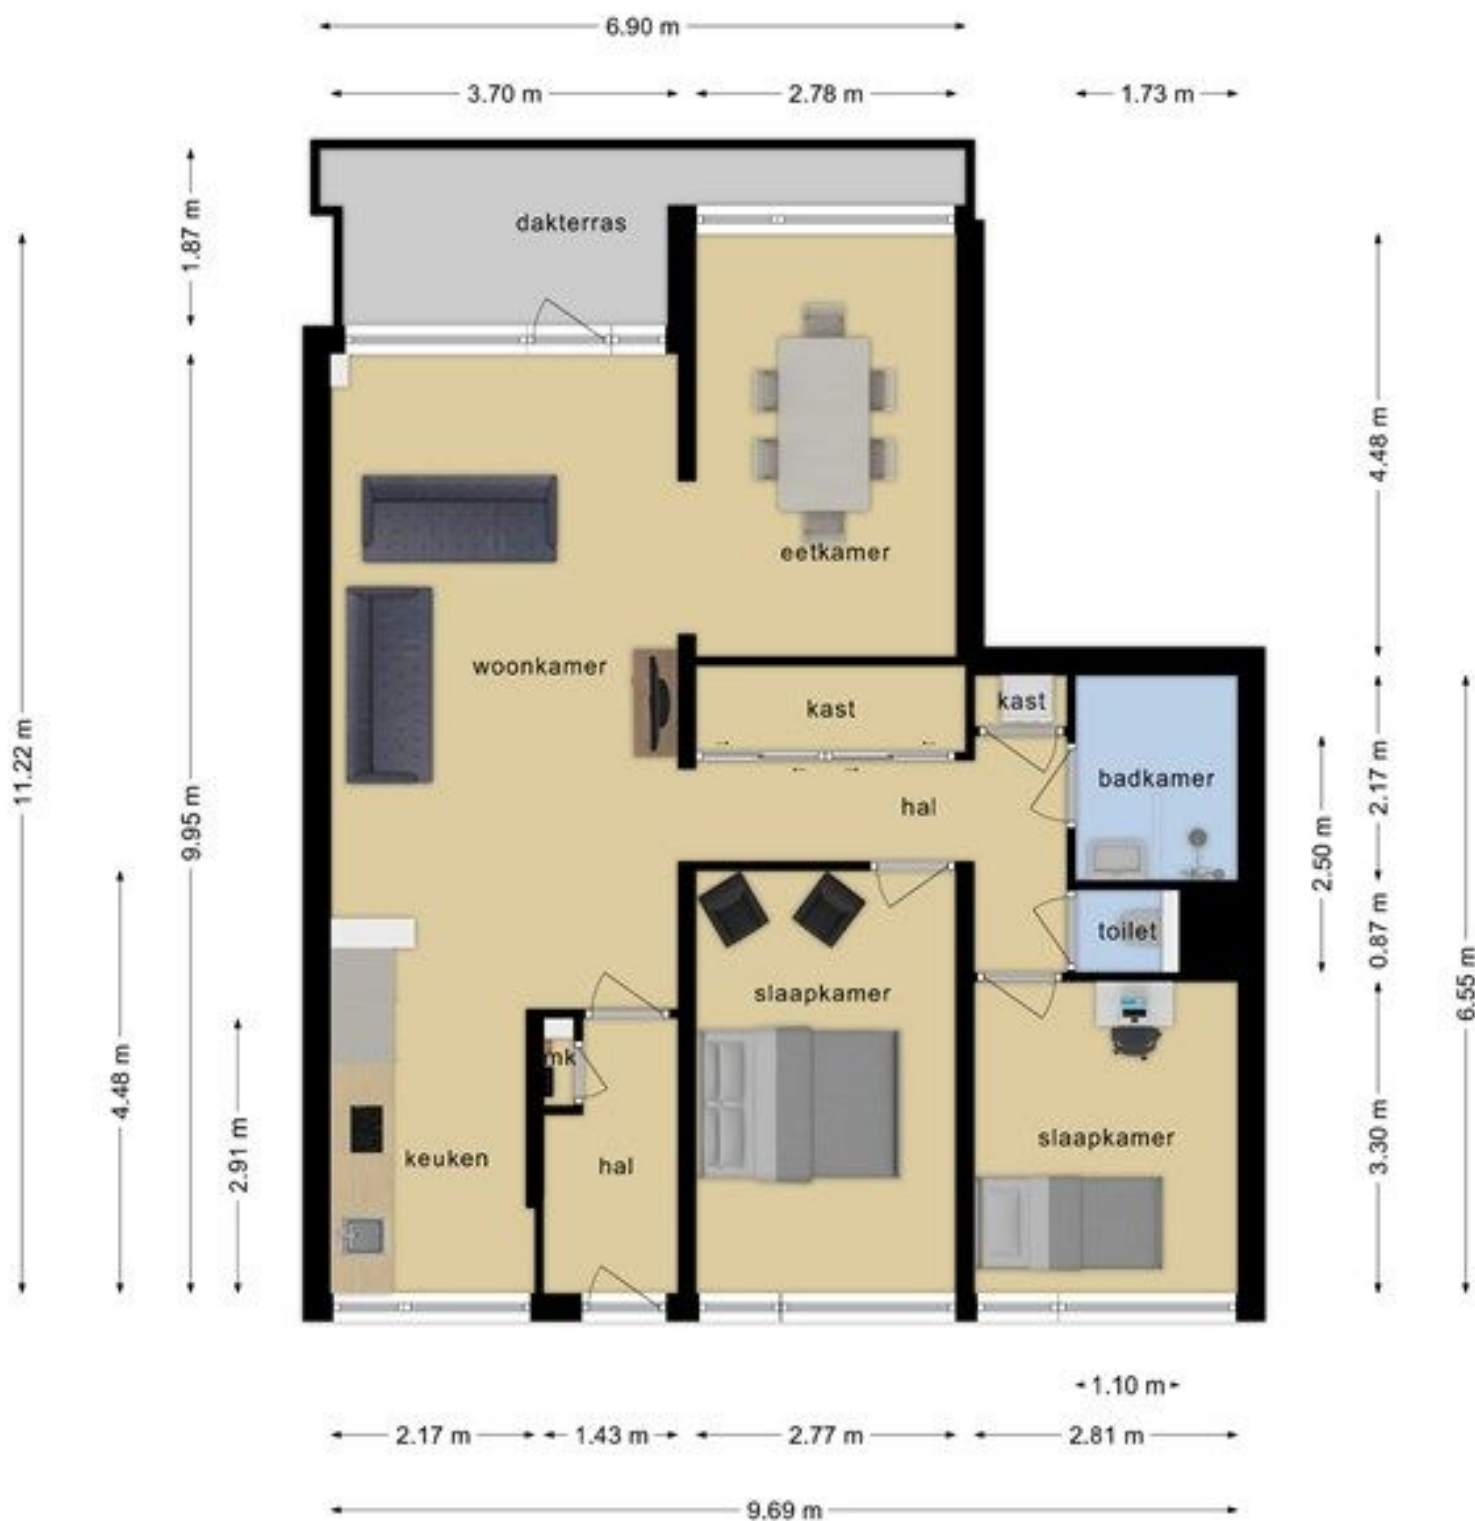 6.90 m
3.70 m
2.78 m
1.73 m
dakterras
1.87 m
4.48 m
eetkamer
woonkamer
kast
kast
11.22 m
9.95 m
hal
badkamer
2.17 m
2.50 m
toilet
0.87 m
6.55 m
slaapkamer
4.48 m
mk
2.91 m
keuken
hal
slaapkamer
3.30 m
1.10 m
2.17 m
1.43 m
2.77 m
2.81 m
9.69 m